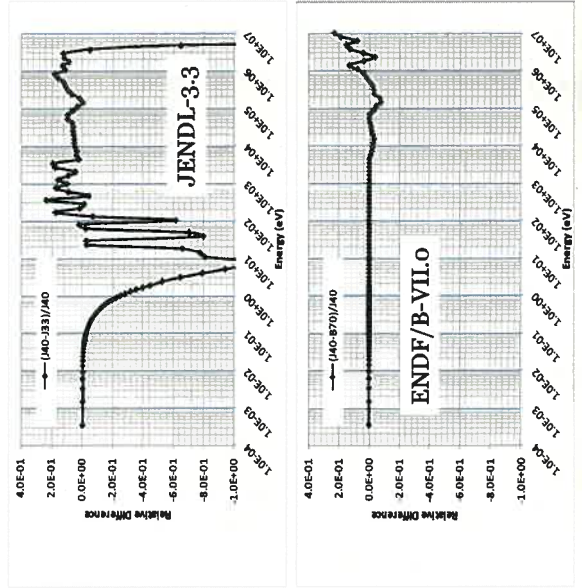 4.0E-01
2.0E-01
0.0E+00
-2.0E-01
-4.0E-01
-6.0E-01
-8.0E-01
-1.0E+00
Relative Difference
(J40-J33)/J40
JENDL-3.3
1.0E-04
1.0E-03
1.0E-02
1.0E-01
1.0E+00
1.0E+01
1.0E+02
1.0E+03
1.0E+04
1.0E+05
1.0E+06
1.0E+07
Energy (eV)
4.0E-01
2.0E-01
0.0E+00
-2.0E-01
-4.0E-01
-6.0E-01
-8.0E-01
-1.0E+00
Relative Difference
(J40-B70)/J40
ENDF/B-VII.0
1.0E-04
1.0E-03
1.0E-02
1.0E-01
1.0E+00
1.0E+01
1.0E+02
1.0E+03
1.0E+04
1.0E+05
1.0E+06
1.0E+07
Energy (eV)